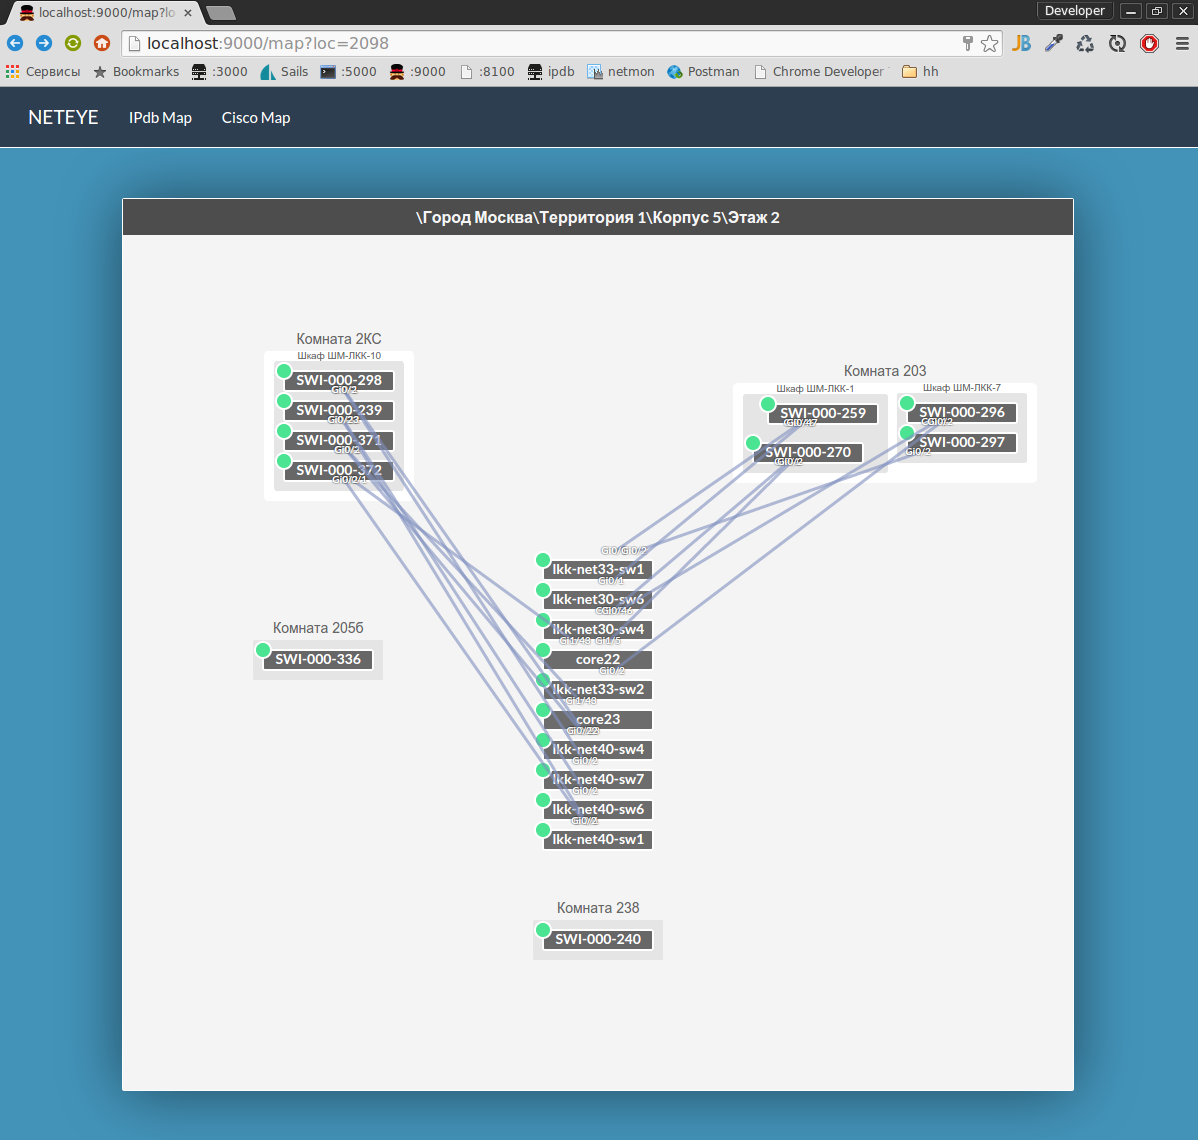 localhost:9000/map?lo
Developer
localhost:9000/map?loc=2098
JB
Сервисы Bookmarks :3000 Sails :5000 :9000 :8100 ipdb netmon Postman Chrome Developer hh
NETEYE IPdb Map Cisco Map
\Город Москва\Территория 1\Корпус 5\Этаж 2
Комната 2КС
Шкаф ШМ-ЛКК-10
SWI-000-298
Gi0/2
SWI-000-239
Gi0/23
SWI-000-371
Gi0/2
SWI-000-372
Gi0/2/1
Комната 203
Шкаф ШМ-ЛКК-1
SWI-000-259
Gi0/47
SWI-000-270
Gi0/2
Шкаф ШМ-ЛКК-7
SWI-000-296
Gi0/2
SWI-000-297
Gi0/2
Gi0/2
lkk-net33-sw1
Gi0/1
lkk-net30-sw6
Gi0/46
lkk-net30-sw4
Gi1/48 Gi1/5
core22
Gi0/2
lkk-net33-sw2
Gi1/48
core23
Gi0/22
lkk-net40-sw4
Gi0/2
lkk-net40-sw7
Gi0/2
lkk-net40-sw6
Gi0/2
lkk-net40-sw1
Комната 205б
SWI-000-336
Комната 238
SWI-000-240